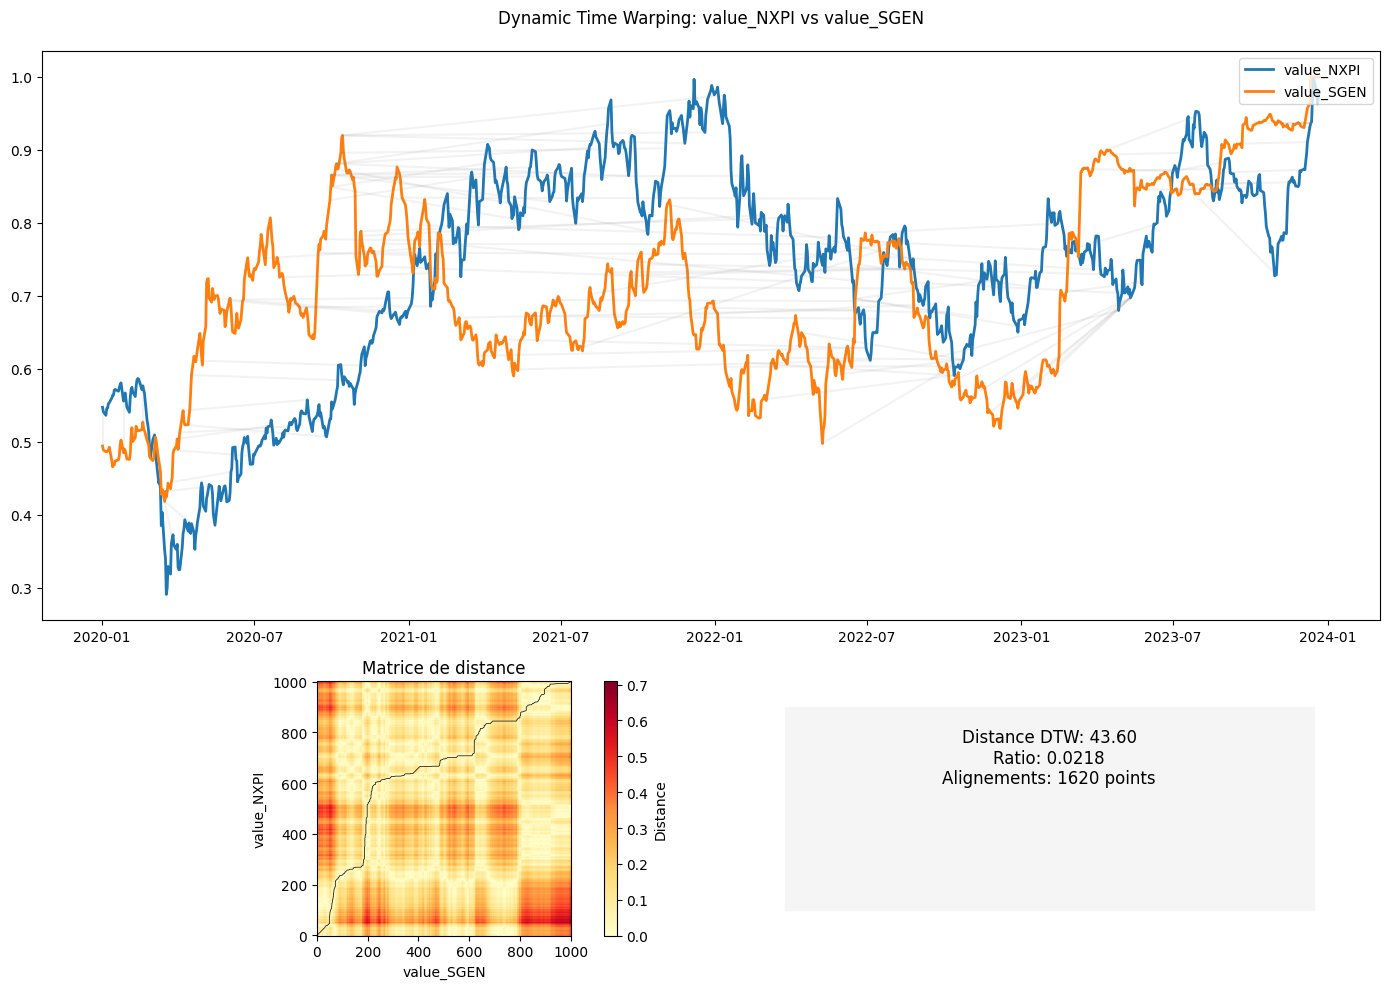 Dynamic Time Warping: value_NXPI vs value_SGEN
1.0
0.9
0.8
0.7
0.6
0.5
0.4
0.3
value_NXPI
value_SGEN
2020-01 2020-07 2021-01 2021-07 2022-01 2022-07 2023-01 2023-07 2024-01
Matrice de distance
1000
800
600
400
200
0
value_NXPI
0 200 400 600 800 1000
value_SGEN
0.7
0.6
0.5
0.4
0.3
0.2
0.1
0.0
Distance
Distance DTW: 43.60
Ratio: 0.0218
Alignements: 1620 points